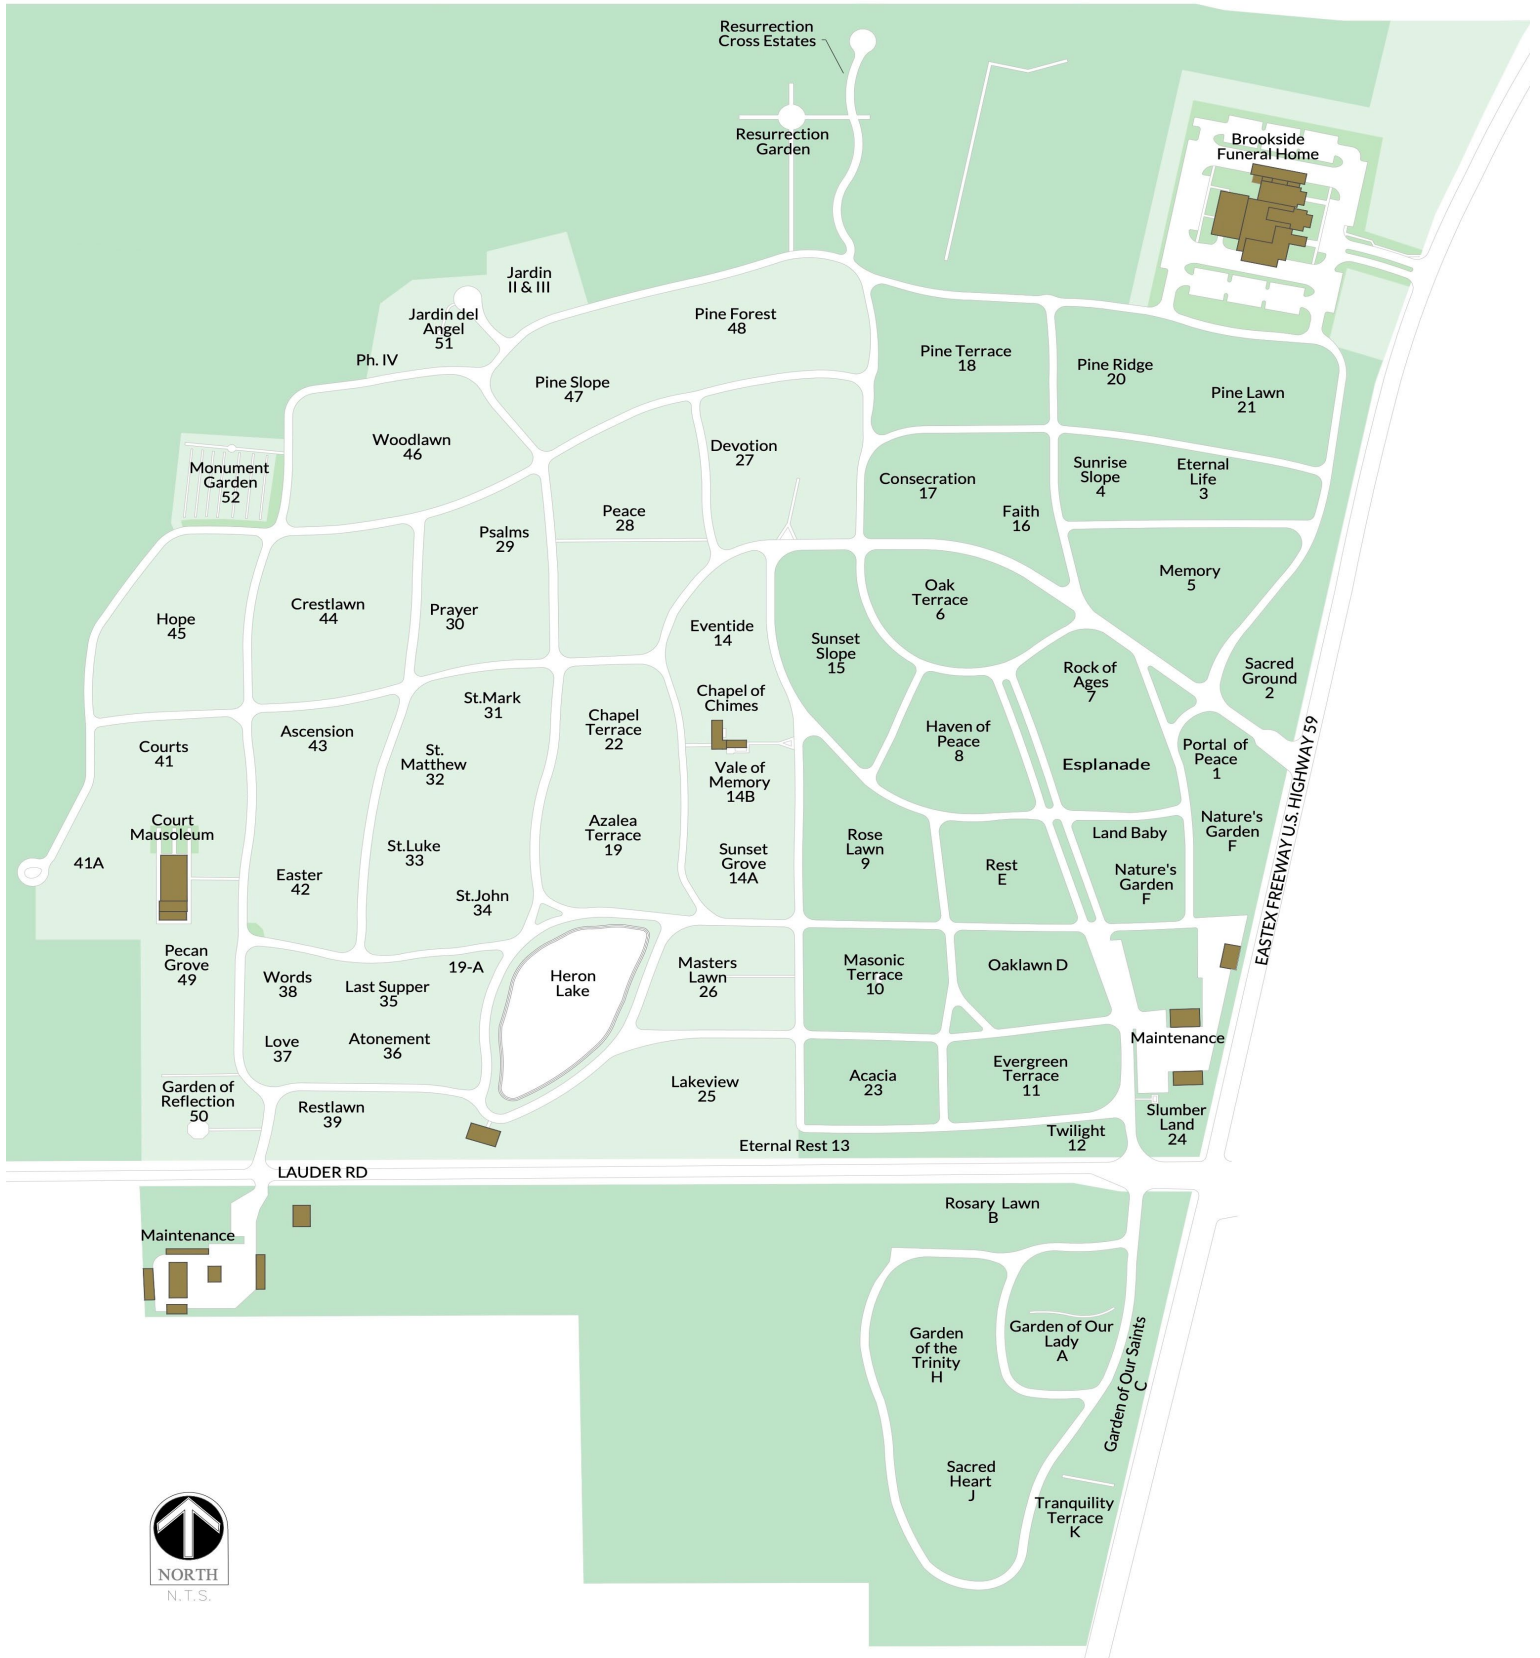 Resurrection
Cross Estates
Resurrection
Garden
Brookside
Funeral Home
Jardin
II & III
Jardin del
Angel
51
Ph. IV
Pine Forest
48
Pine Slope
47
Pine Terrace
18
Pine Ridge
20
Pine Lawn
21
Woodlawn
46
Monument
Garden
52
Devotion
27
Consecration
17
Faith
16
Sunrise
Slope
4
Eternal
Life
3
Psalms
29
Peace
28
Memory
5
Hope
45
Crestlawn
44
Prayer
30
Eventide
14
Sunset
Slope
15
Oak
Terrace
6
Rock of
Ages
7
Sacred
Ground
2
St.Mark
31
Chapel
Terrace
22
Chapel of
Chimes
Haven of
Peace
8
Esplanade
Portal of
Peace
1
Courts
41
Ascension
43
St.
Matthew
32
Vale of
Memory
14B
EASTEX FREEWAY U.S. HIGHWAY 59
Court
Mausoleum
41A
Easter
42
St.Luke
33
St.John
34
Azalea
Terrace
19
Sunset
Grove
14A
Rose
Lawn
9
Rest
E
Land Baby
Nature's
Garden
F
Nature's
Garden
F
Pecan
Grove
49
Words
38
Last Supper
35
19-A
Heron
Lake
Masters
Lawn
26
Masonic
Terrace
10
Oaklawn D
Love
37
Atonement
36
Maintenance
Garden of
Reflection
50
Restlawn
39
Lakeview
25
Acacia
23
Evergreen
Terrace
11
Slumber
Land
24
Eternal Rest 13
Twilight
12
LAUDER RD
Maintenance
Rosary Lawn
B
Garden
of the
Trinity
H
Garden of Our
Lady
A
Garden of Our Saints
C
Sacred
Heart
J
Tranquility
Terrace
K
NORTH
N.T.S.